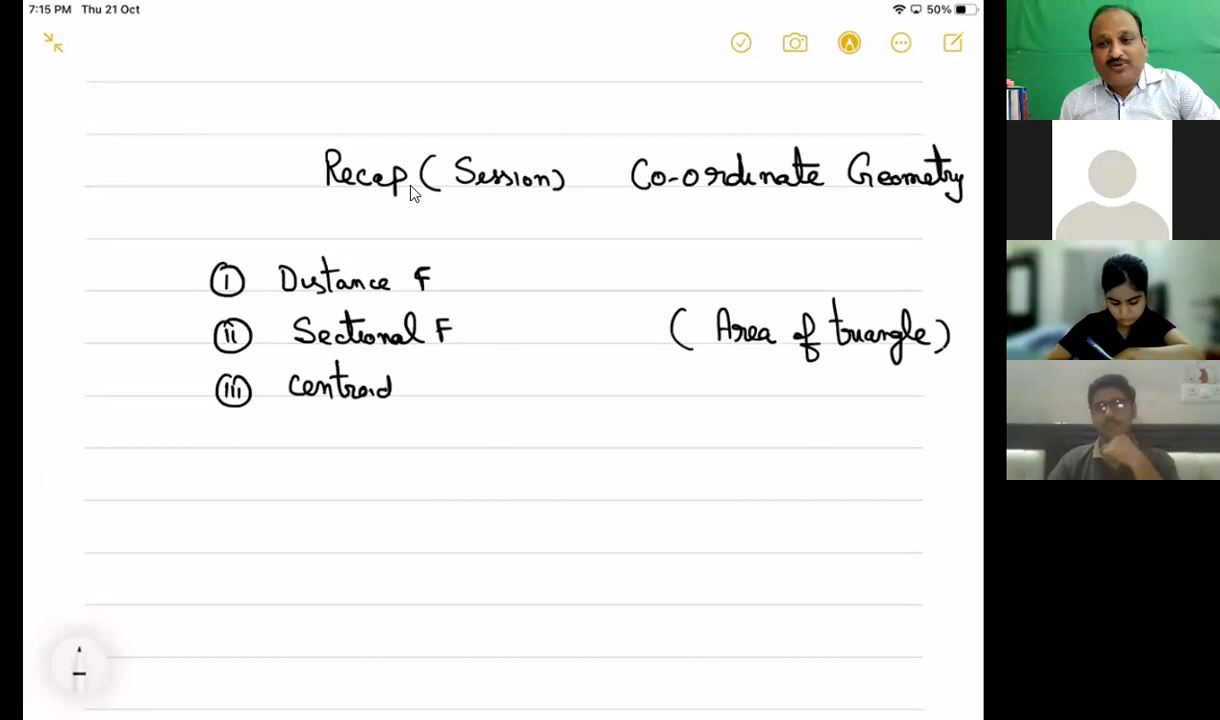 7:15 PM Thu 21 Oct 50%
Recap (Session) Co-ordinate Geometry
(i) Distance F
(ii) Sectional F (Area of triangle)
(iii) Centroid